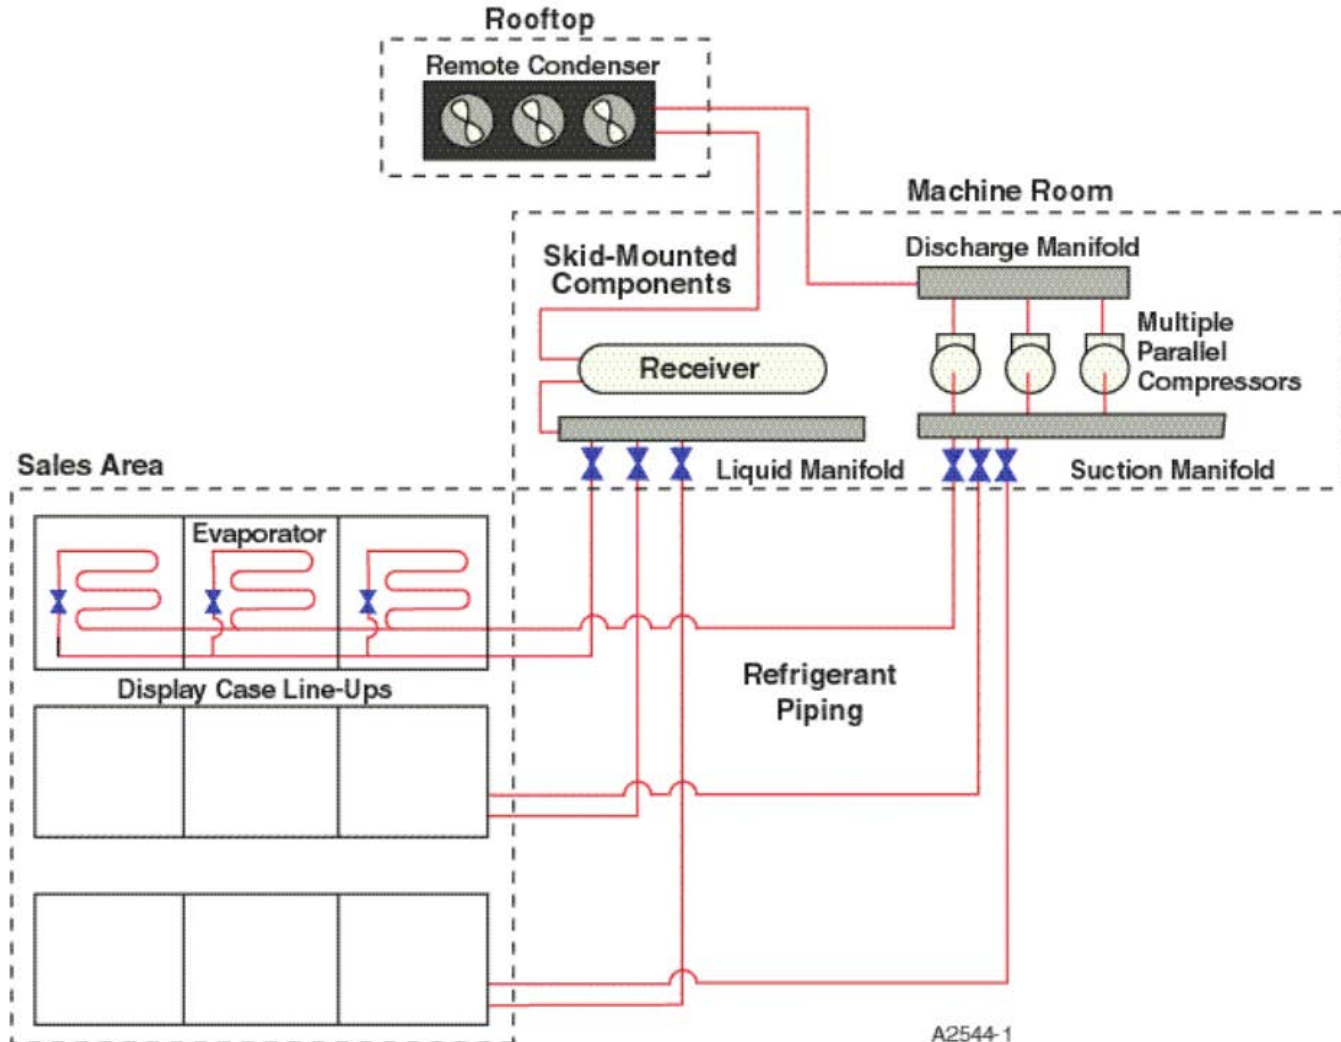 Rooftop
Remote Condenser
Machine Room
Discharge Manifold
Skid-Mounted
Components
Multiple
Parallel
Compressors
Receiver
Sales Area
Liquid Manifold
Suction Manifold
Evaporator
Refrigerant
Piping
Display Case Line-Ups
A2544-1